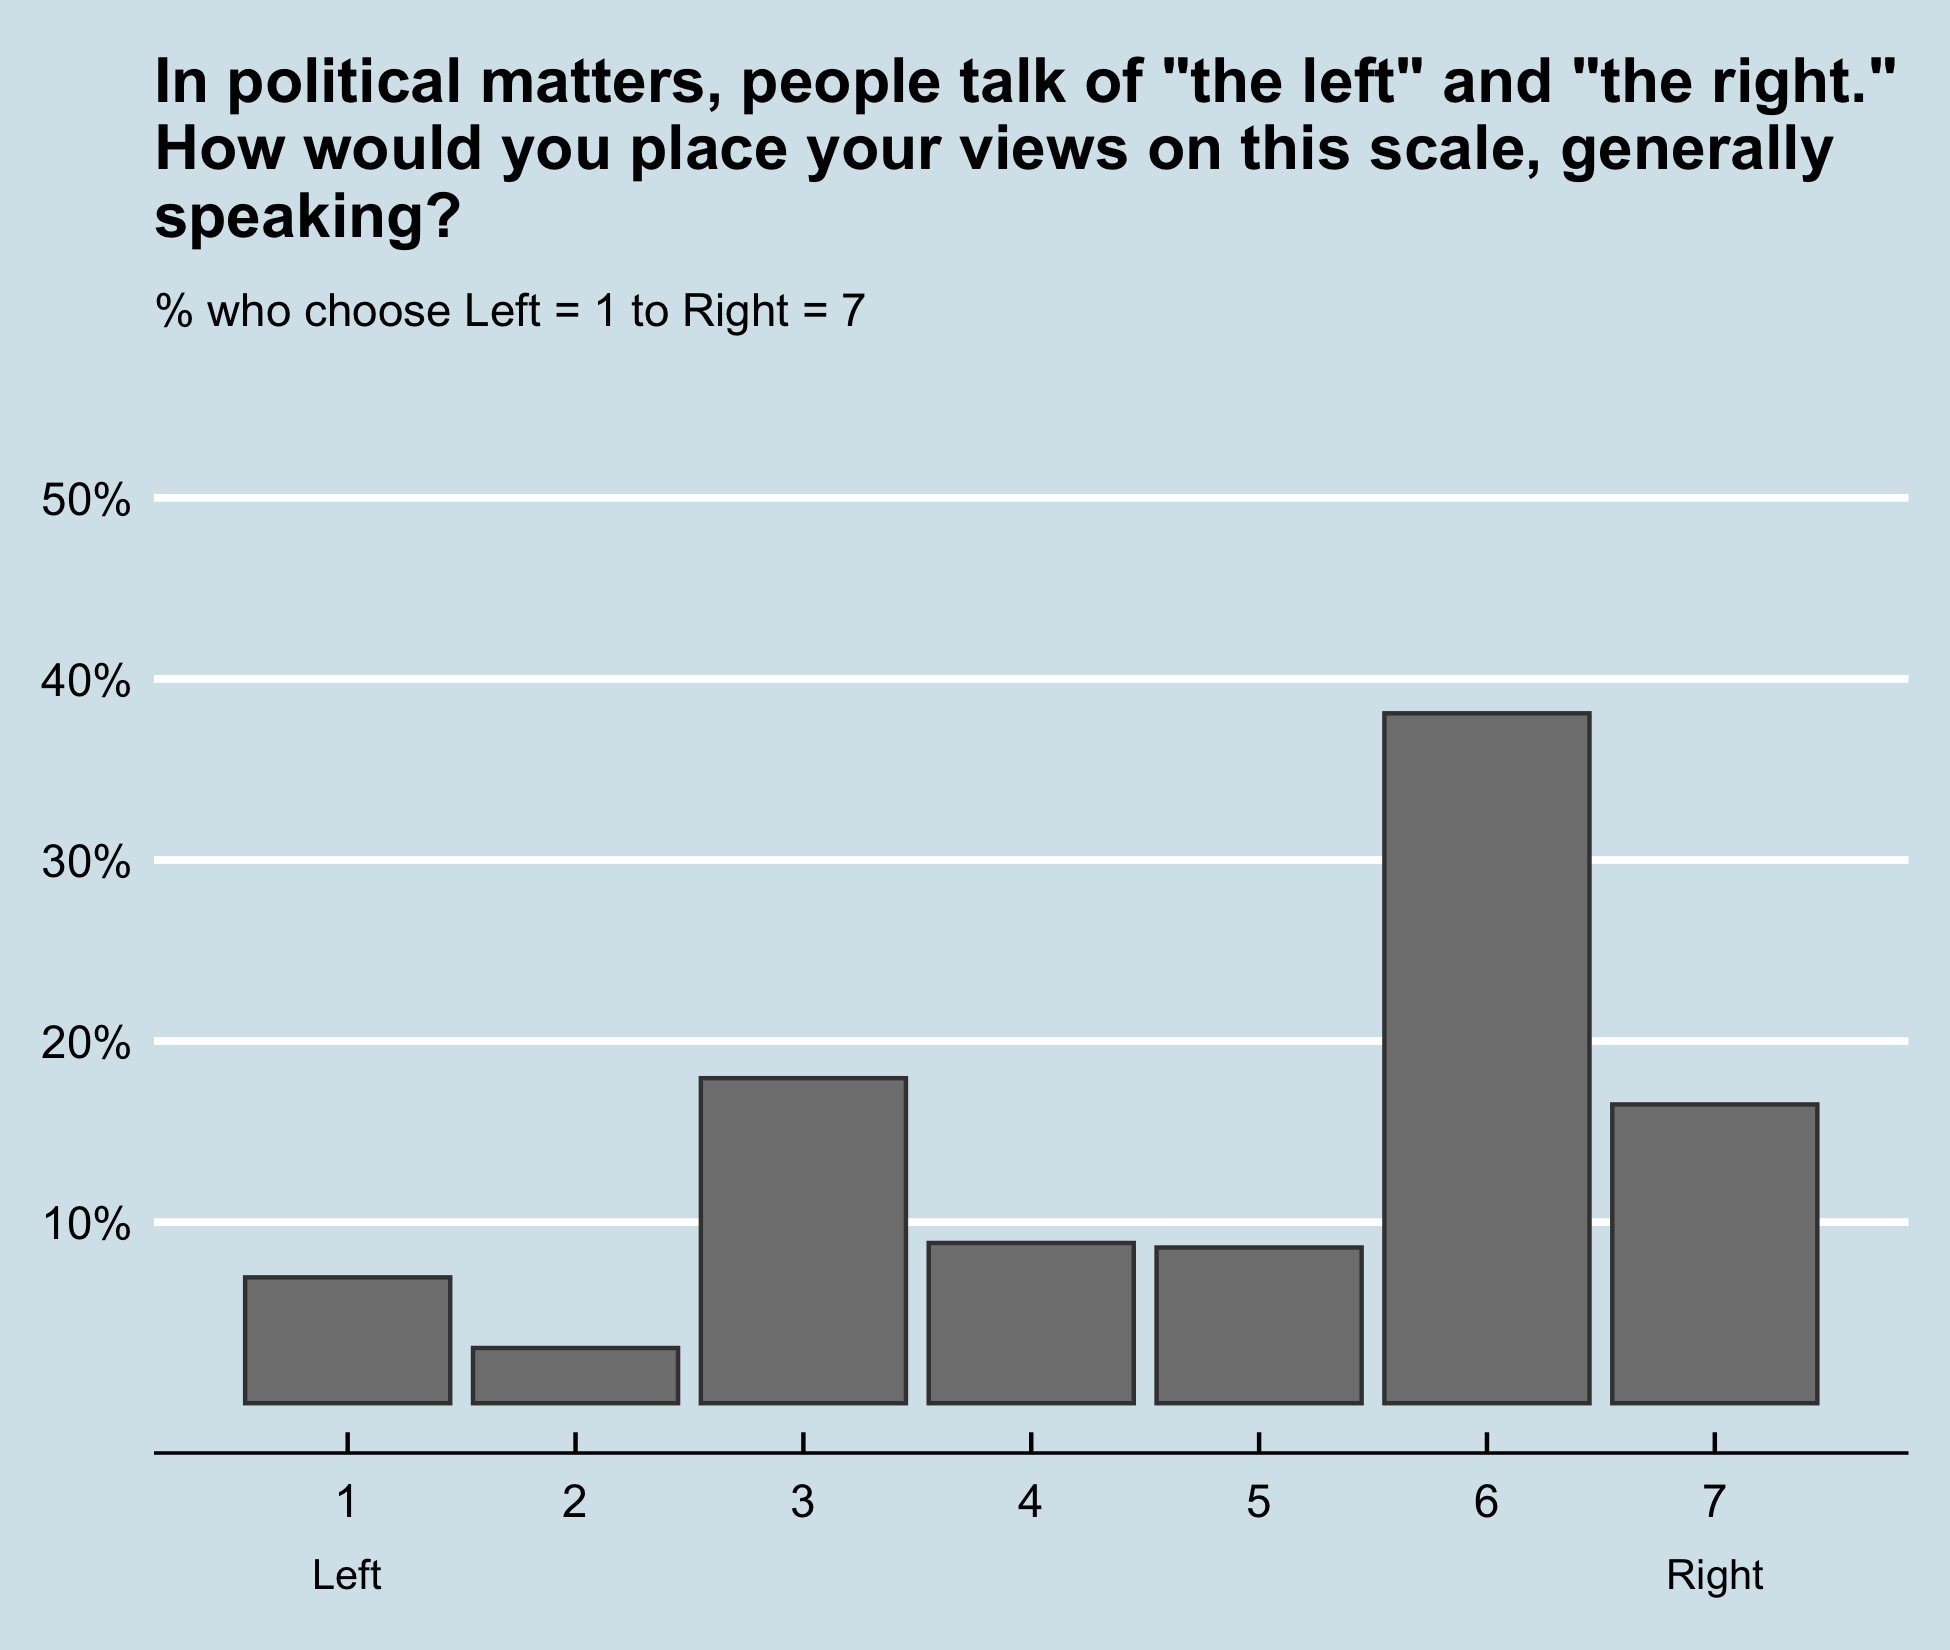 In political matters, people talk of "the left" and "the right."
How would you place your views on this scale, generally
speaking?
% who choose Left = 1 to Right = 7
50%
40%
30%
20%
10%
1 2 3 4 5 6 7
Left Right